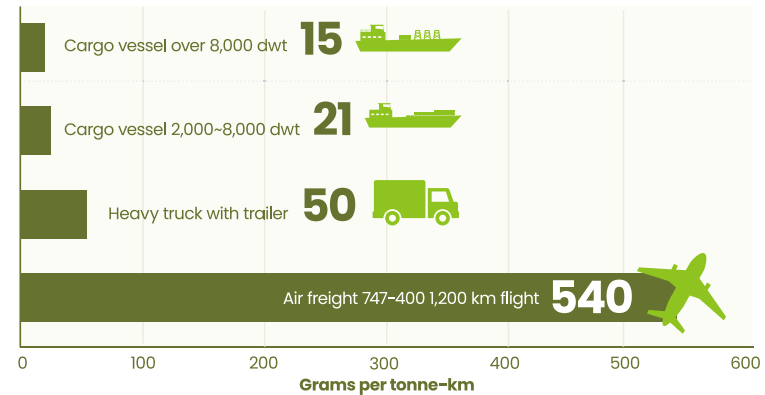 Cargo vessel over 8,000 dwt 15
Cargo vessel 2,000~8,000 dwt 21
Heavy truck with trailer 50
Air freight 747-400 1,200 km flight 540
0 100 200 300 400 500 600
Grams per tonne-km